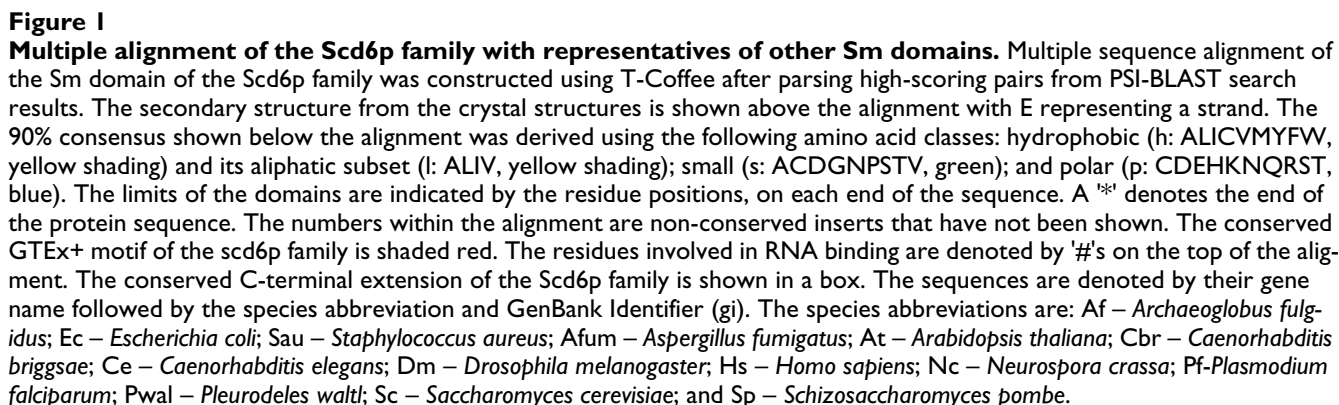 Figure 1
Multiple alignment of the Scd6p family with representatives of other Sm domains. Multiple sequence alignment of
the Sm domain of the Scd6p family was constructed using T-Coffee after parsing high-scoring pairs from PSI-BLAST search
results. The secondary structure from the crystal structures is shown above the alignment with E representing a strand. The
90% consensus shown below the alignment was derived using the following amino acid classes: hydrophobic (h: ALICVMYFW,
yellow shading) and its aliphatic subset (l: ALIV, yellow shading); small (s: ACDGNPSTV, green); and polar (p: CDEHKNQRST,
blue). The limits of the domains are indicated by the residue positions, on each end of the sequence. A '*' denotes the end of
the protein sequence. The numbers within the alignment are non-conserved inserts that have not been shown. The conserved
GTEx+ motif of the scd6p family is shaded red. The residues involved in RNA binding are denoted by '#'s on the top of the alig-
ment. The conserved C-terminal extension of the Scd6p family is shown in a box. The sequences are denoted by their gene
name followed by the species abbreviation and GenBank Identifier (gi). The species abbreviations are: Af – Archaeoglobus fulg-
idus; Ec – Escherichia coli; Sau – Staphylococcus aureus; Afum – Aspergillus fumigatus; At – Arabidopsis thaliana; Cbr – Caenorhabditis
briggsae; Ce – Caenorhabditis elegans; Dm – Drosophila melanogaster; Hs – Homo sapiens; Nc – Neurospora crassa; Pf-Plasmodium
falciparum; Pwal – Pleurodeles waltl; Sc – Saccharomyces cerevisiae; and Sp – Schizosaccharomyces pombe.